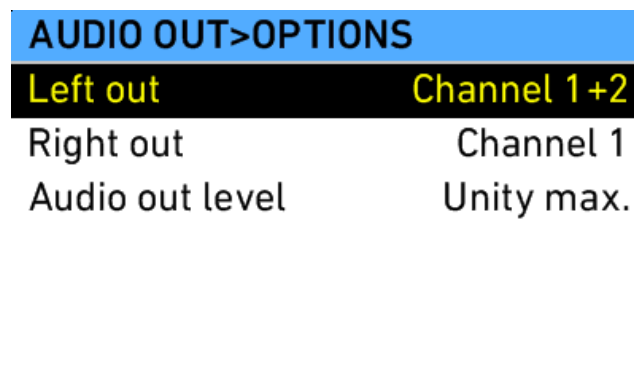 AUDIO OUT>OPTIONS
Left out Channel 1+2
Right out Channel 1
Audio out level Unity max.